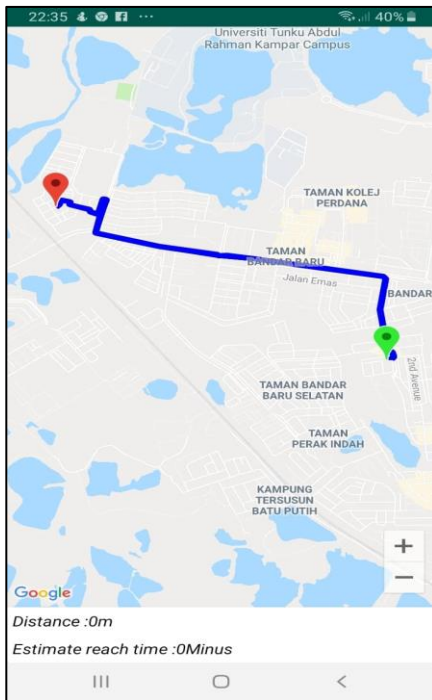 22:35
40%
Universiti Tunku Abdul
Rahman Kampar Campus
TAMAN KOLEJ
PERDANA
TAMAN
BANDAR BARU
Jalan Emas
BANDAR
2nd Avenue
TAMAN BANDAR
BARU SELATAN
TAMAN
PERAK INDAH
KAMPUNG
TERSUSUN
BATU PUTIH
+
−
Google
Distance :0m
Estimate reach time :0Minus